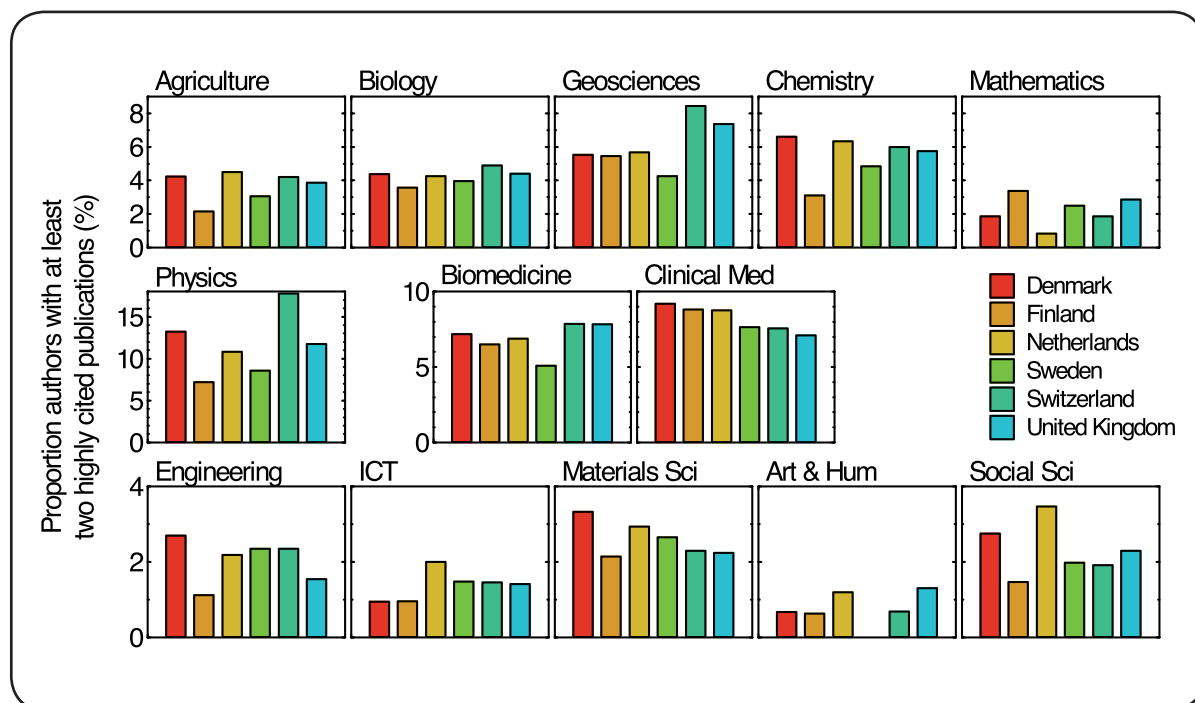 Proportion authors with at least
two highly cited publications (%)
Agriculture
Biology
Geosciences
Chemistry
Mathematics
8
6
4
2
0
Physics
15
10
5
0
Biomedicine
Clinical Med
10
5
0
Denmark
Finland
Netherlands
Sweden
Switzerland
United Kingdom
Engineering
ICT
Materials Sci
Art & Hum
Social Sci
4
2
0